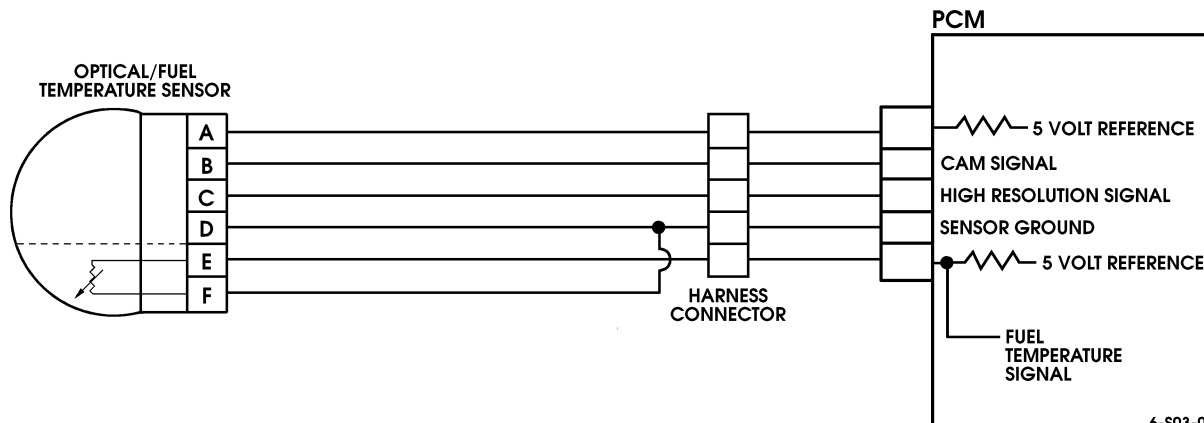 PCM
OPTICAL/FUEL
TEMPERATURE SENSOR
A
5 VOLT REFERENCE
B
CAM SIGNAL
C
HIGH RESOLUTION SIGNAL
D
SENSOR GROUND
E
5 VOLT REFERENCE
F
HARNESS
CONNECTOR
FUEL
TEMPERATURE
SIGNAL